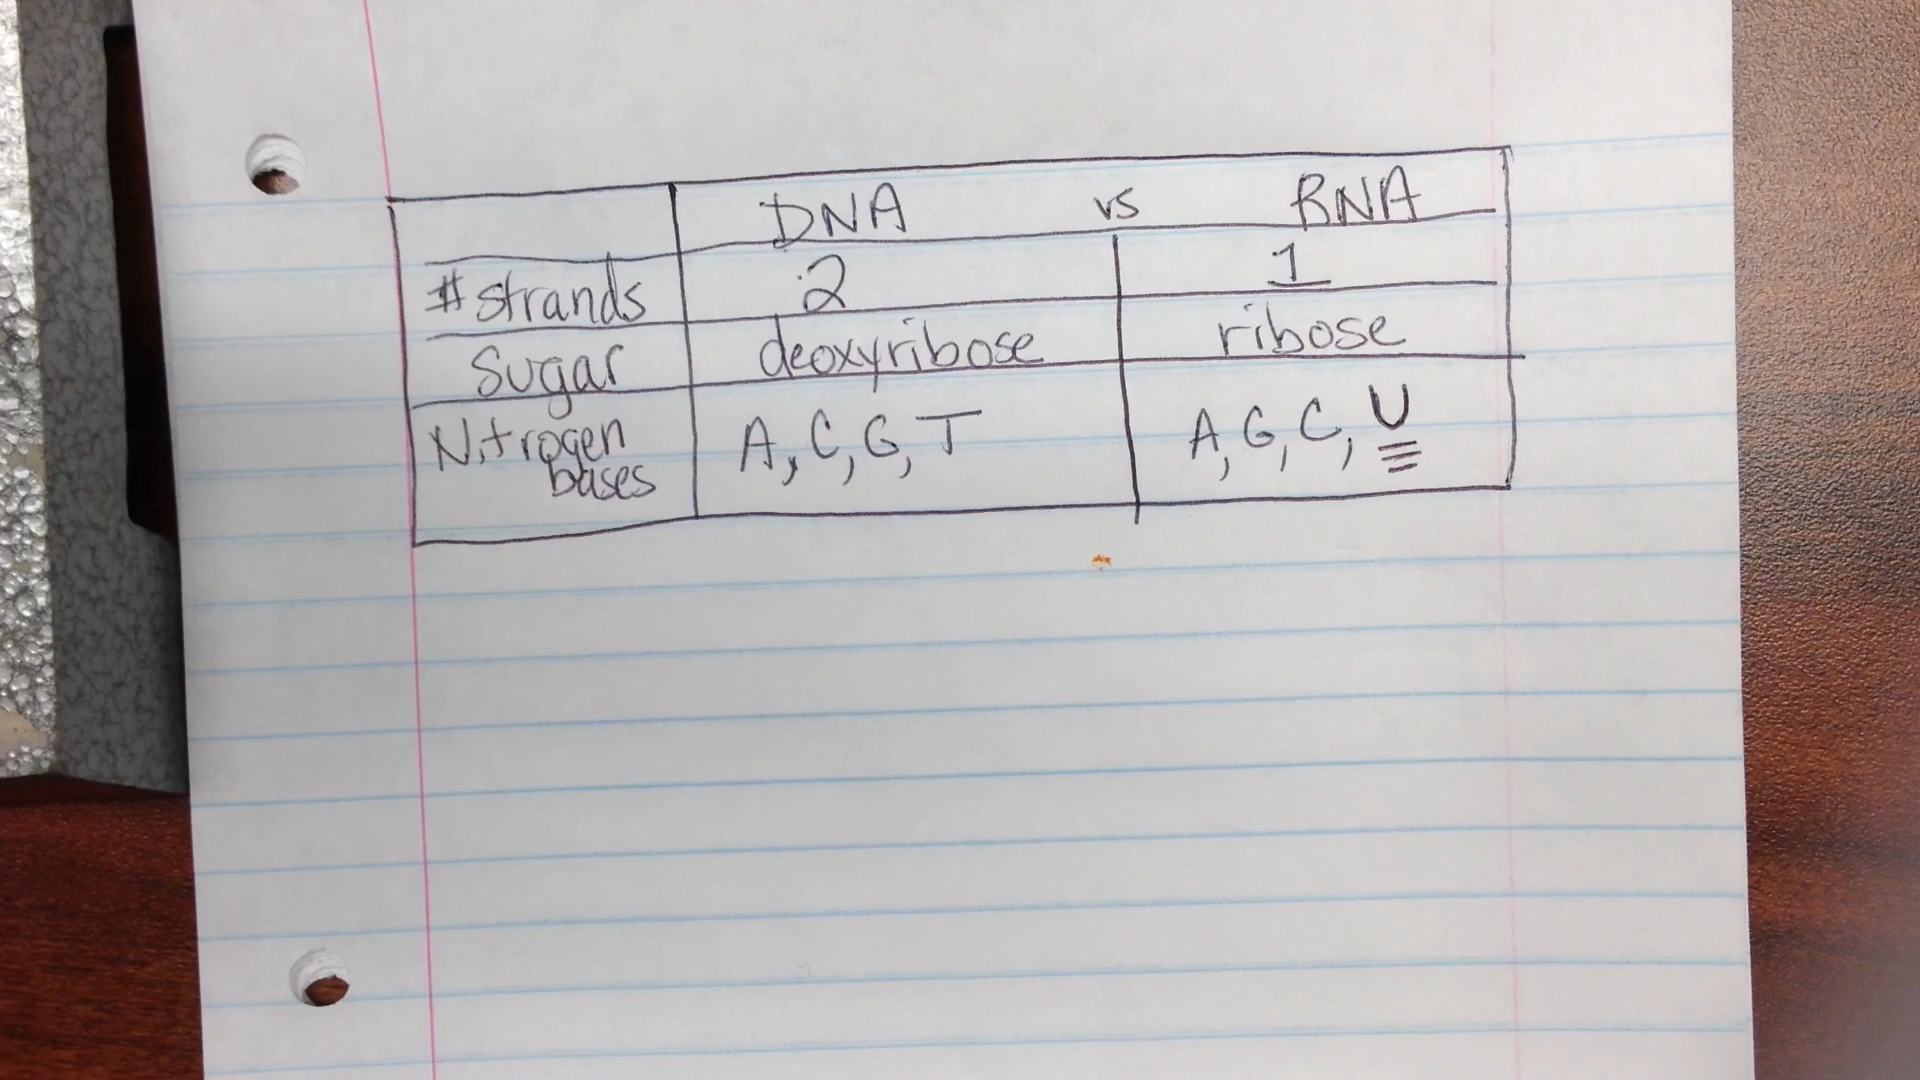 DNA vs RNA
# strands 2 1
Sugar deoxyribose ribose
Nitrogen A, C, G, T A, G, C, U
bases